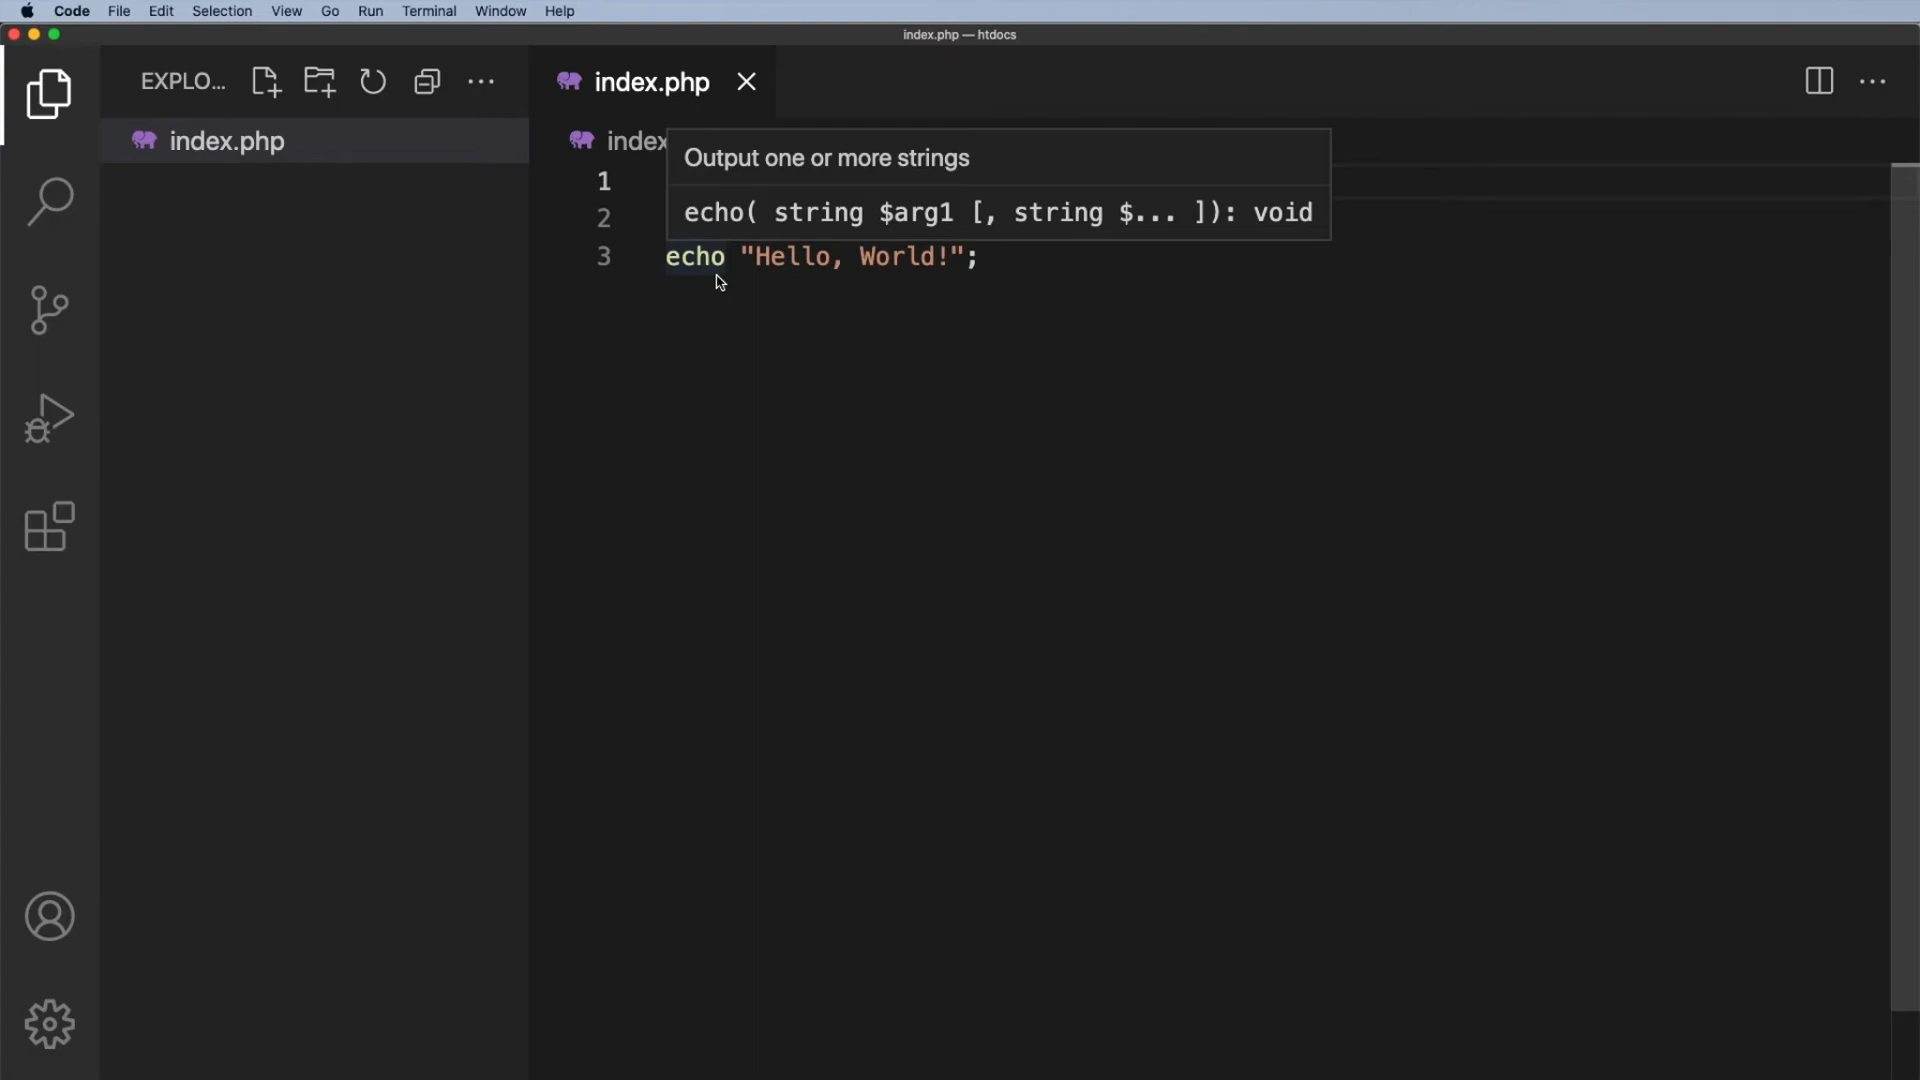 Code File Edit Selection View Go Run Terminal Window Help
index.php — htdocs
EXPLO...
index.php
index.php
index
Output one or more strings
echo( string $arg1 [, string $... ]): void
1
2
3 echo "Hello, World!";